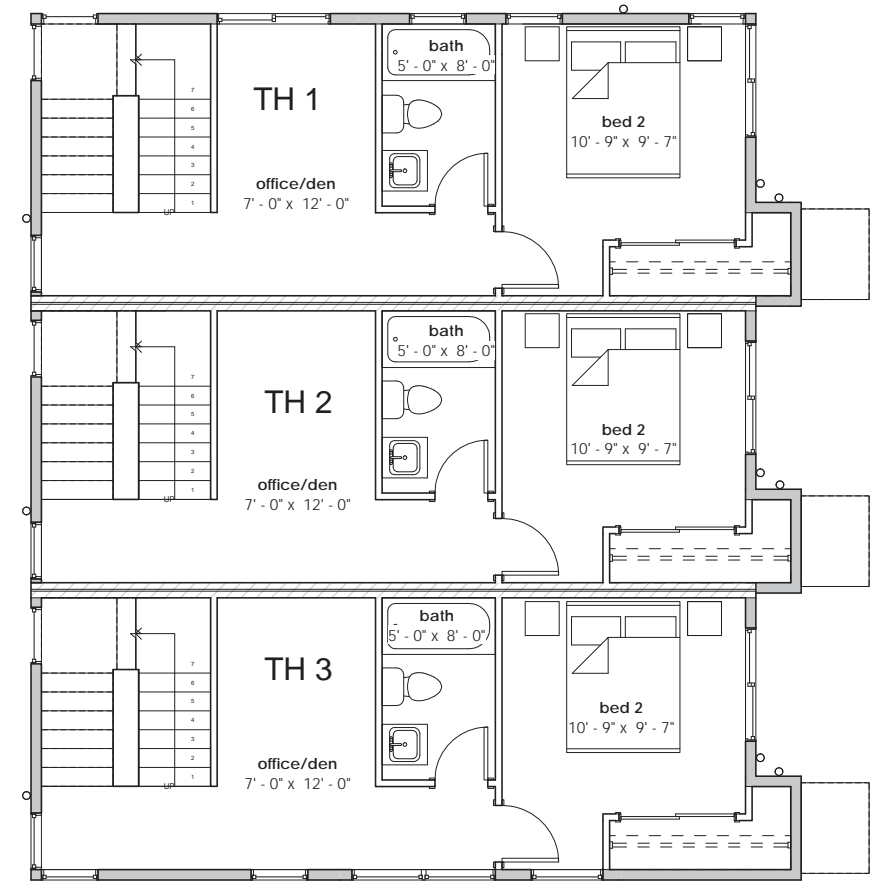 bath
5' - 0" x 8' - 0"
TH 1
bed 2
10' - 9" x 9' - 7"
office/den
7' - 0" x 12' - 0"
7
6
5
4
3
2
1
UP
bath
5' - 0" x 8' - 0"
TH 2
bed 2
10' - 9" x 9' - 7"
office/den
7' - 0" x 12' - 0"
7
6
5
4
3
2
1
UP
bath
5' - 0" x 8' - 0"
TH 3
bed 2
10' - 9" x 9' - 7"
office/den
7' - 0" x 12' - 0"
7
6
5
4
3
2
1
UP